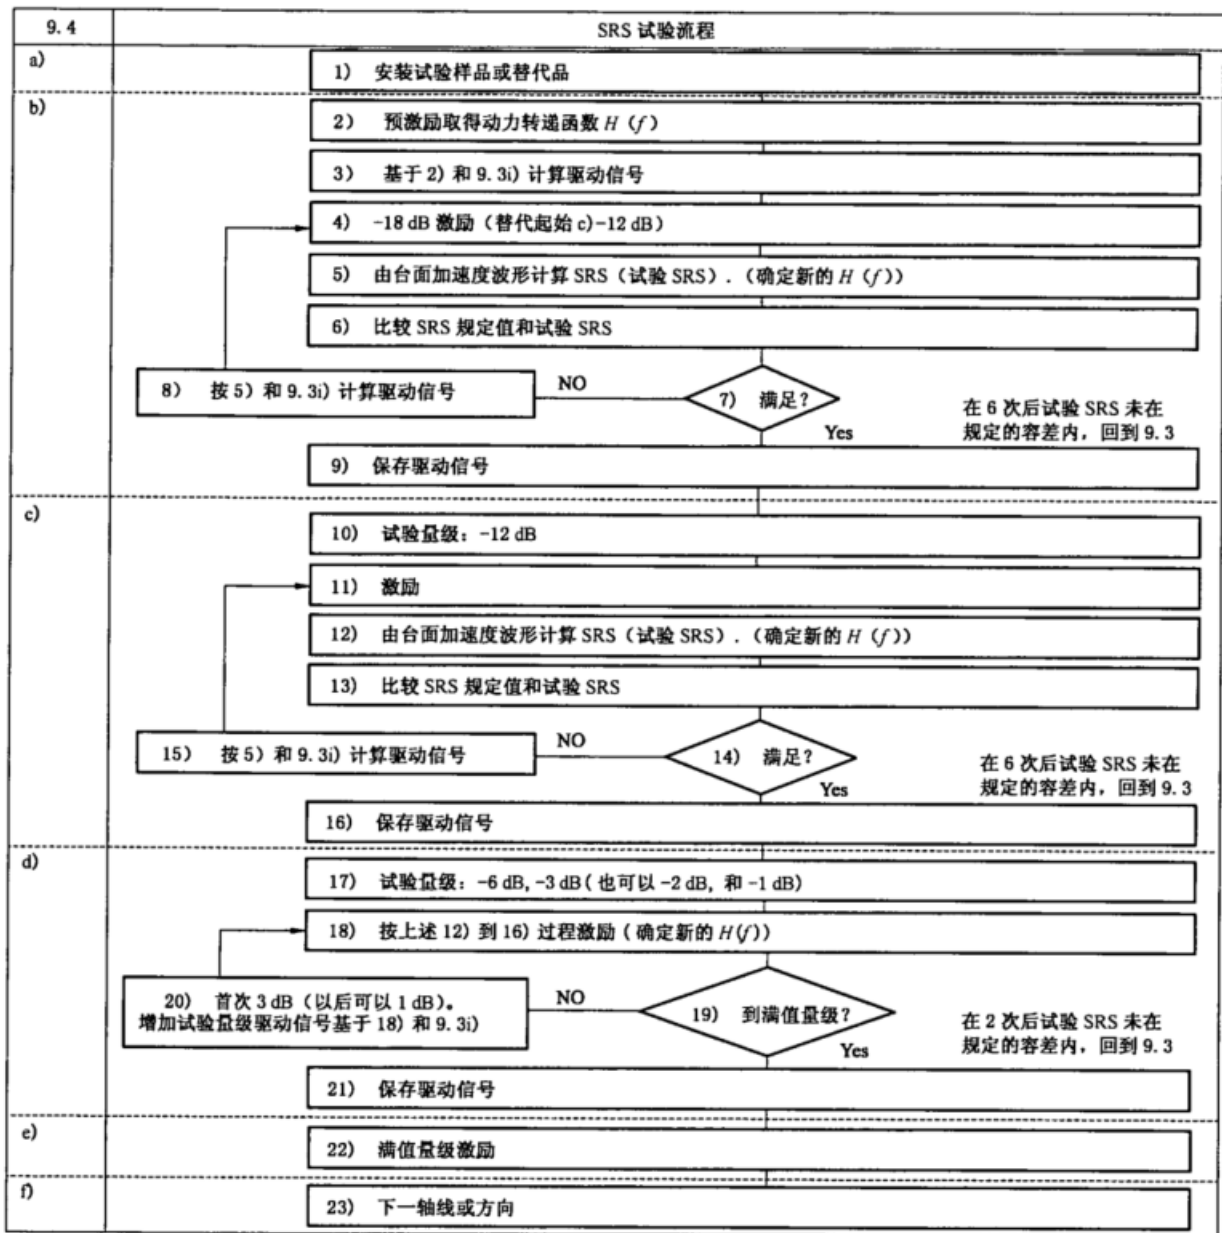 9.4
SRS 试验流程
a)
1) 安装试验样品或替代品
b)
2) 预激励取得动力转递函数 H (f)
3) 基于 2) 和 9.3i) 计算驱动信号
4) -18 dB 激励（替代起始 c)-12 dB）
5) 由台面加速度波形计算 SRS（试验 SRS）.（确定新的 H (f)）
6) 比较 SRS 规定值和试验 SRS
8) 按 5) 和 9.3i) 计算驱动信号
NO
7) 满足？
Yes
在 6 次后试验 SRS 未在
规定的容差内，回到 9.3
9) 保存驱动信号
c)
10) 试验量级：-12 dB
11) 激励
12) 由台面加速度波形计算 SRS（试验 SRS）.（确定新的 H (f)）
13) 比较 SRS 规定值和试验 SRS
15) 按 5) 和 9.3i) 计算驱动信号
NO
14) 满足？
Yes
在 6 次后试验 SRS 未在
规定的容差内，回到 9.3
16) 保存驱动信号
d)
17) 试验量级：-6 dB, -3 dB ( 也可以 -2 dB, 和 -1 dB)
18) 按上述 12) 到 16) 过程激励 ( 确定新的 H(f))
20) 首次 3 dB（以后可以 1 dB）。
增加试验量级驱动信号基于 18) 和 9.3i)
NO
19) 到满值量级？
Yes
在 2 次后试验 SRS 未在
规定的容差内，回到 9.3
21) 保存驱动信号
e)
22) 满值量级激励
f)
23) 下一轴线或方向